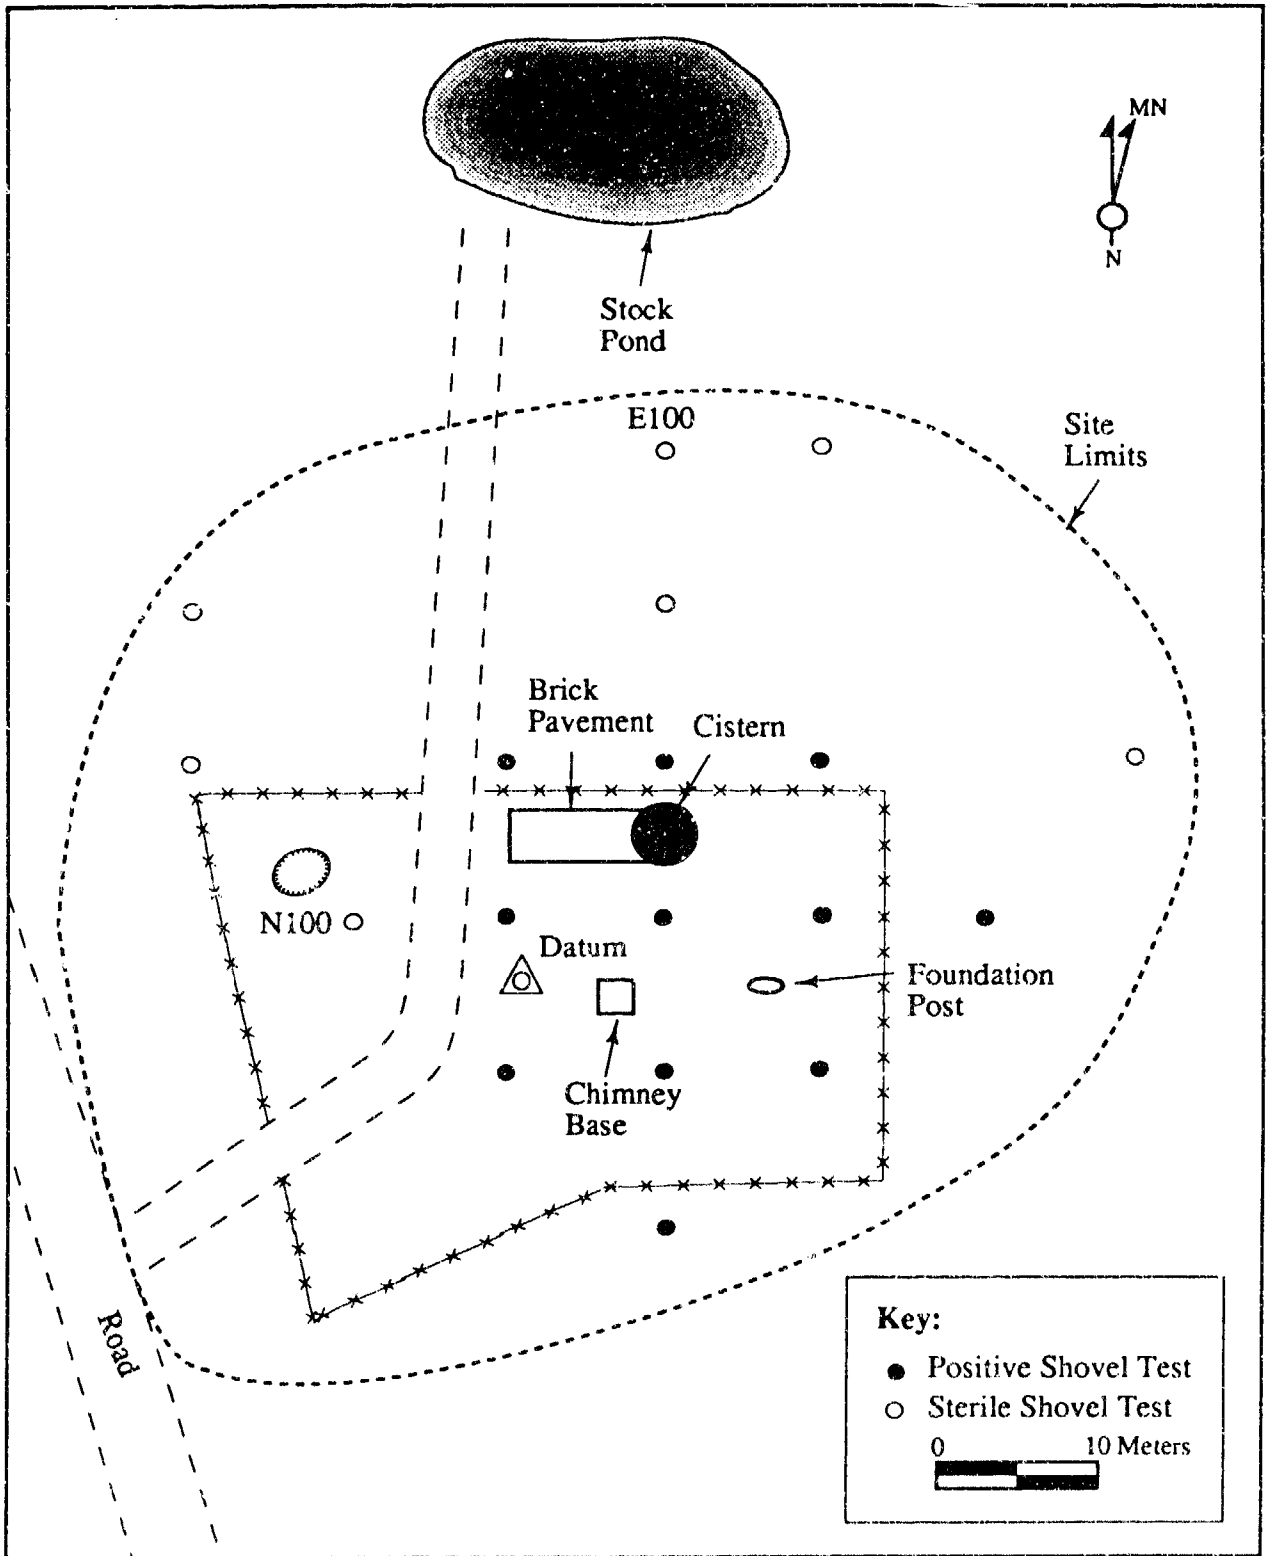 MN
N
Stock
Pond
E100
Site
Limits
Brick
Pavement
Cistern
N100
Datum
Foundation
Post
Chimney
Base
Road
Key:
Positive Shovel Test
Sterile Shovel Test
0 10 Meters